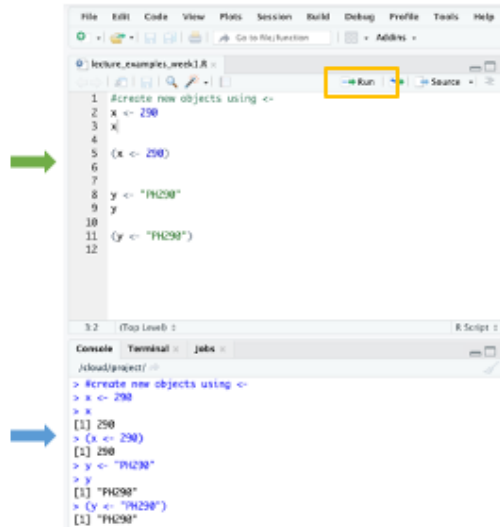 File Edit Code View Plots Session Build Debug Profile Tools Help
Go to file/function Addins
lecture_examples_week1.R
Run Source
1 #create new objects using <-
2 x <- 290
3 x
4
5 (x <- 290)
6
7
8 y <- "PH290"
9 y
10
11 (y <- "PH290")
12
3:2 (Top Level) R Script
Console Terminal Jobs
/cloud/project/
> #create new objects using <-
> x <- 290
> x
[1] 290
> (x <- 290)
[1] 290
> y <- "PH290"
> y
[1] "PH290"
> (y <- "PH290")
[1] "PH290"